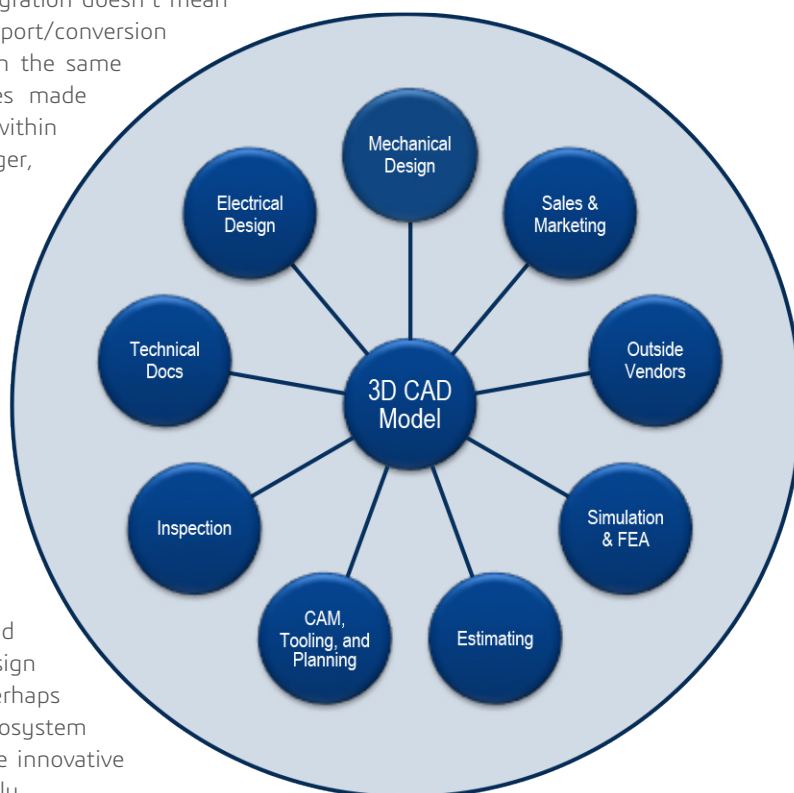 gration doesn't mean
port/conversion
n the same
es made
within
ger,
Mechanical
Design
Electrical
Design
Sales &
Marketing
Technical
Docs
Outside
Vendors
3D CAD
Model
Inspection
Simulation
& FEA
CAM,
Tooling, and
Planning
Estimating
d
sign
erhaps
osystem
e innovative